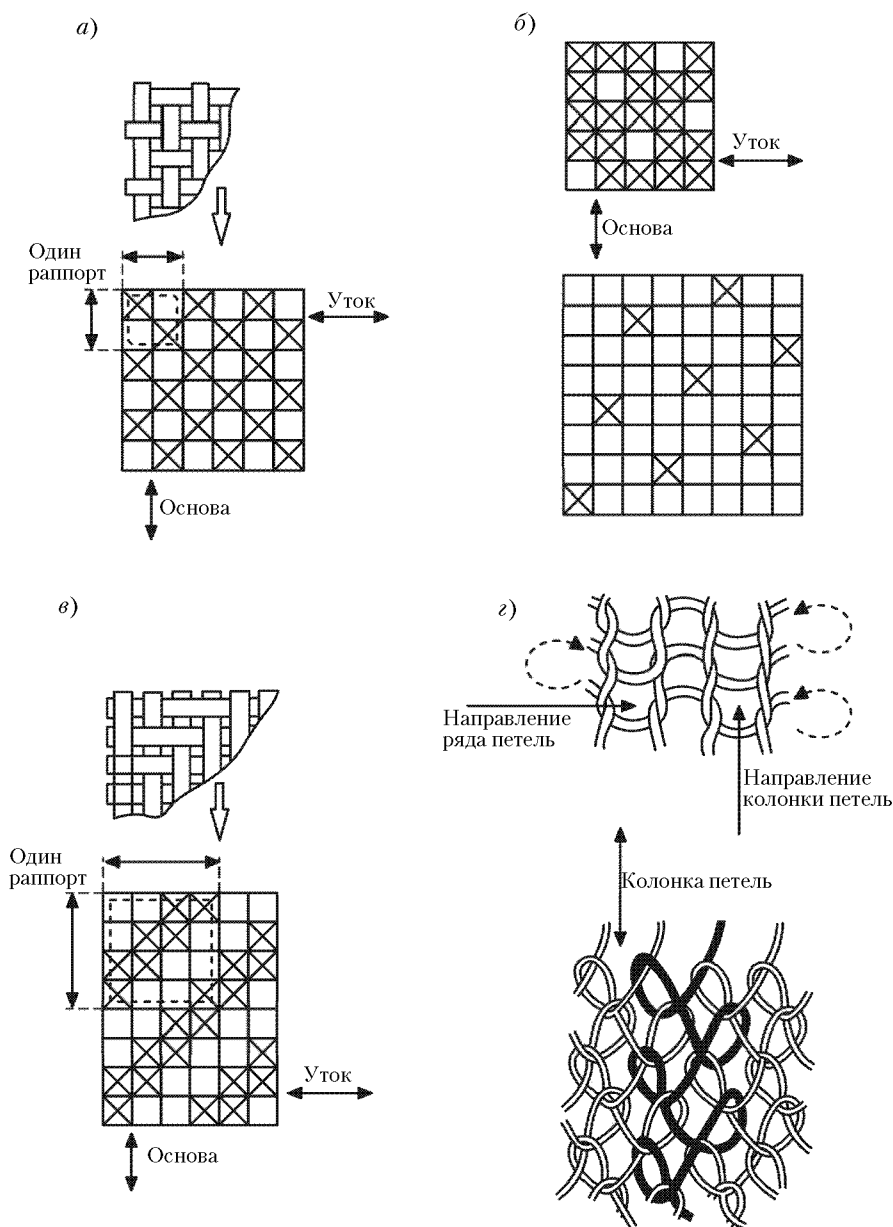 а)
Один
раппорт
Уток
Основа
б)
Уток
Основа
в)
Один
раппорт
Уток
Основа
г)
Направление
ряда петель
Направление
колонки петель
Колонка петель